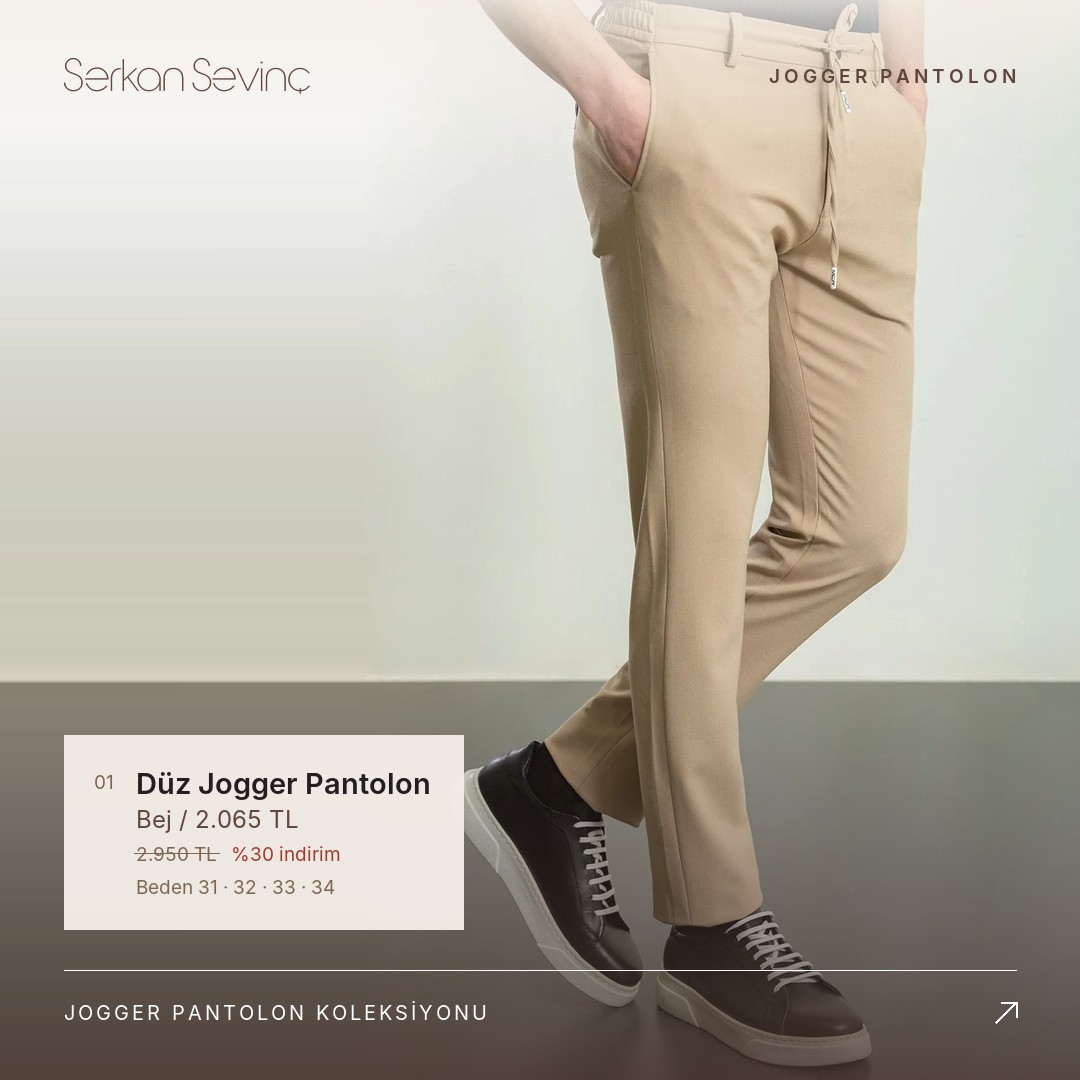 Serkan Sevinç
JOGGER PANTOLON
01 Düz Jogger Pantolon
Bej / 2.065 TL
2.950 TL %30 indirim
Beden 31 · 32 · 33 · 34
JOGGER PANTOLON KOLEKSİYONU